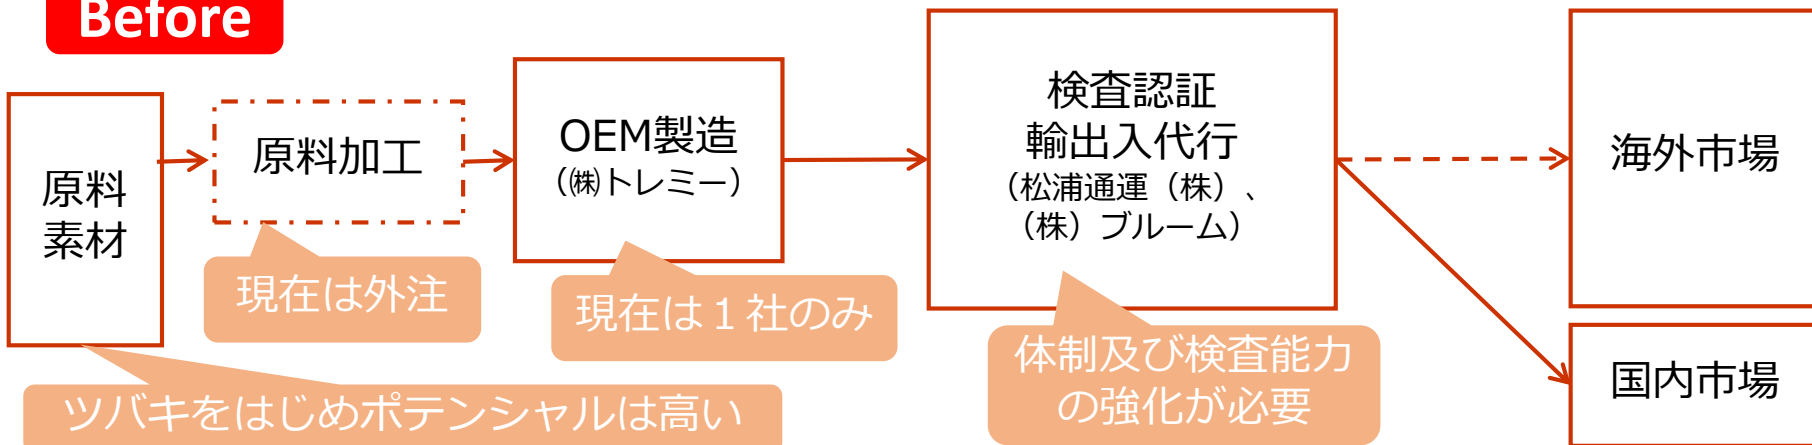 Before
原料
素材
原料加工
OEM製造
（㈱トレミー）
検査認証
輸出入代行
（松浦通運（株）、
（株）ブルーム）
海外市場
国内市場
現在は外注
現在は１社のみ
体制及び検査能力
の強化が必要
ツバキをはじめポテンシャルは高い